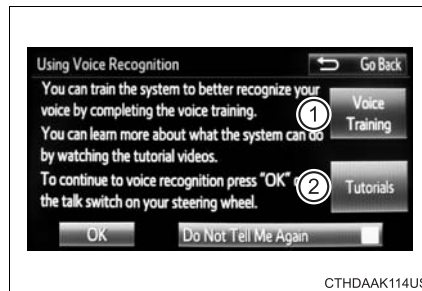 Using Voice Recognition
Go Back
You can train the system to better recognize your
voice by completing the voice training.
You can learn more about what the system can do
by watching the tutorial videos.
To continue to voice recognition press "OK"
the talk switch on your steering wheel.
1
Voice
Training
2
Tutorials
OK
Do Not Tell Me Again
CTHDAAK114US